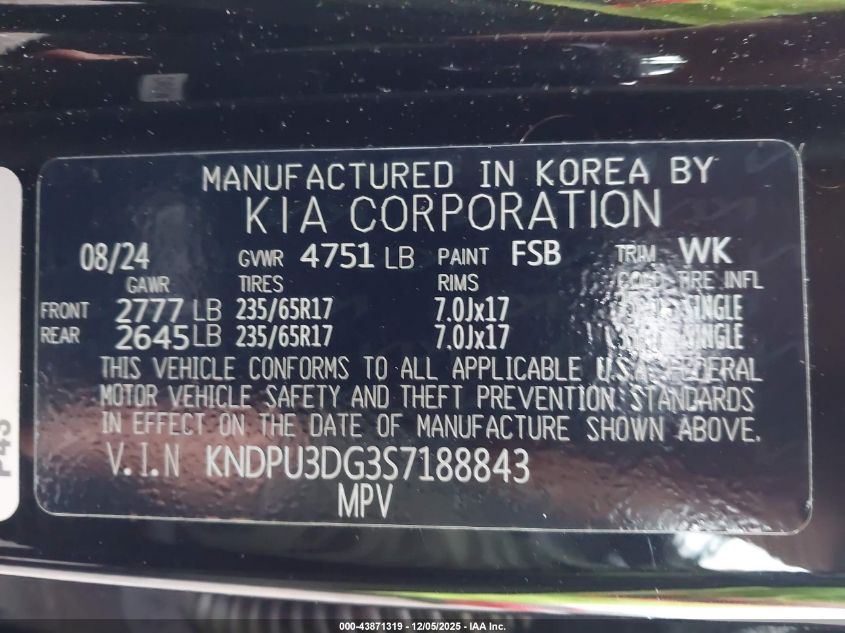 MANUFACTURED IN KOREA BY
KIA CORPORATION
08/24 GVWR 4751 LB PAINT FSB TRIM WK
GAWR TIRES RIMS COLD TIRE INFL
FRONT 2777 LB 235/65R17 7.0Jx17 SINGLE
REAR 2645 LB 235/65R17 7.0Jx17 SINGLE
THIS VEHICLE CONFORMS TO ALL APPLICABLE U.S.A. FEDERAL
MOTOR VEHICLE SAFETY AND THEFT PREVENTION STANDARDS
IN EFFECT ON THE DATE OF MANUFACTURE SHOWN ABOVE.
V.I.N KNDPU3DG3S7188843
MPV
000-43871319 - 12/05/2025 - IAA Inc.